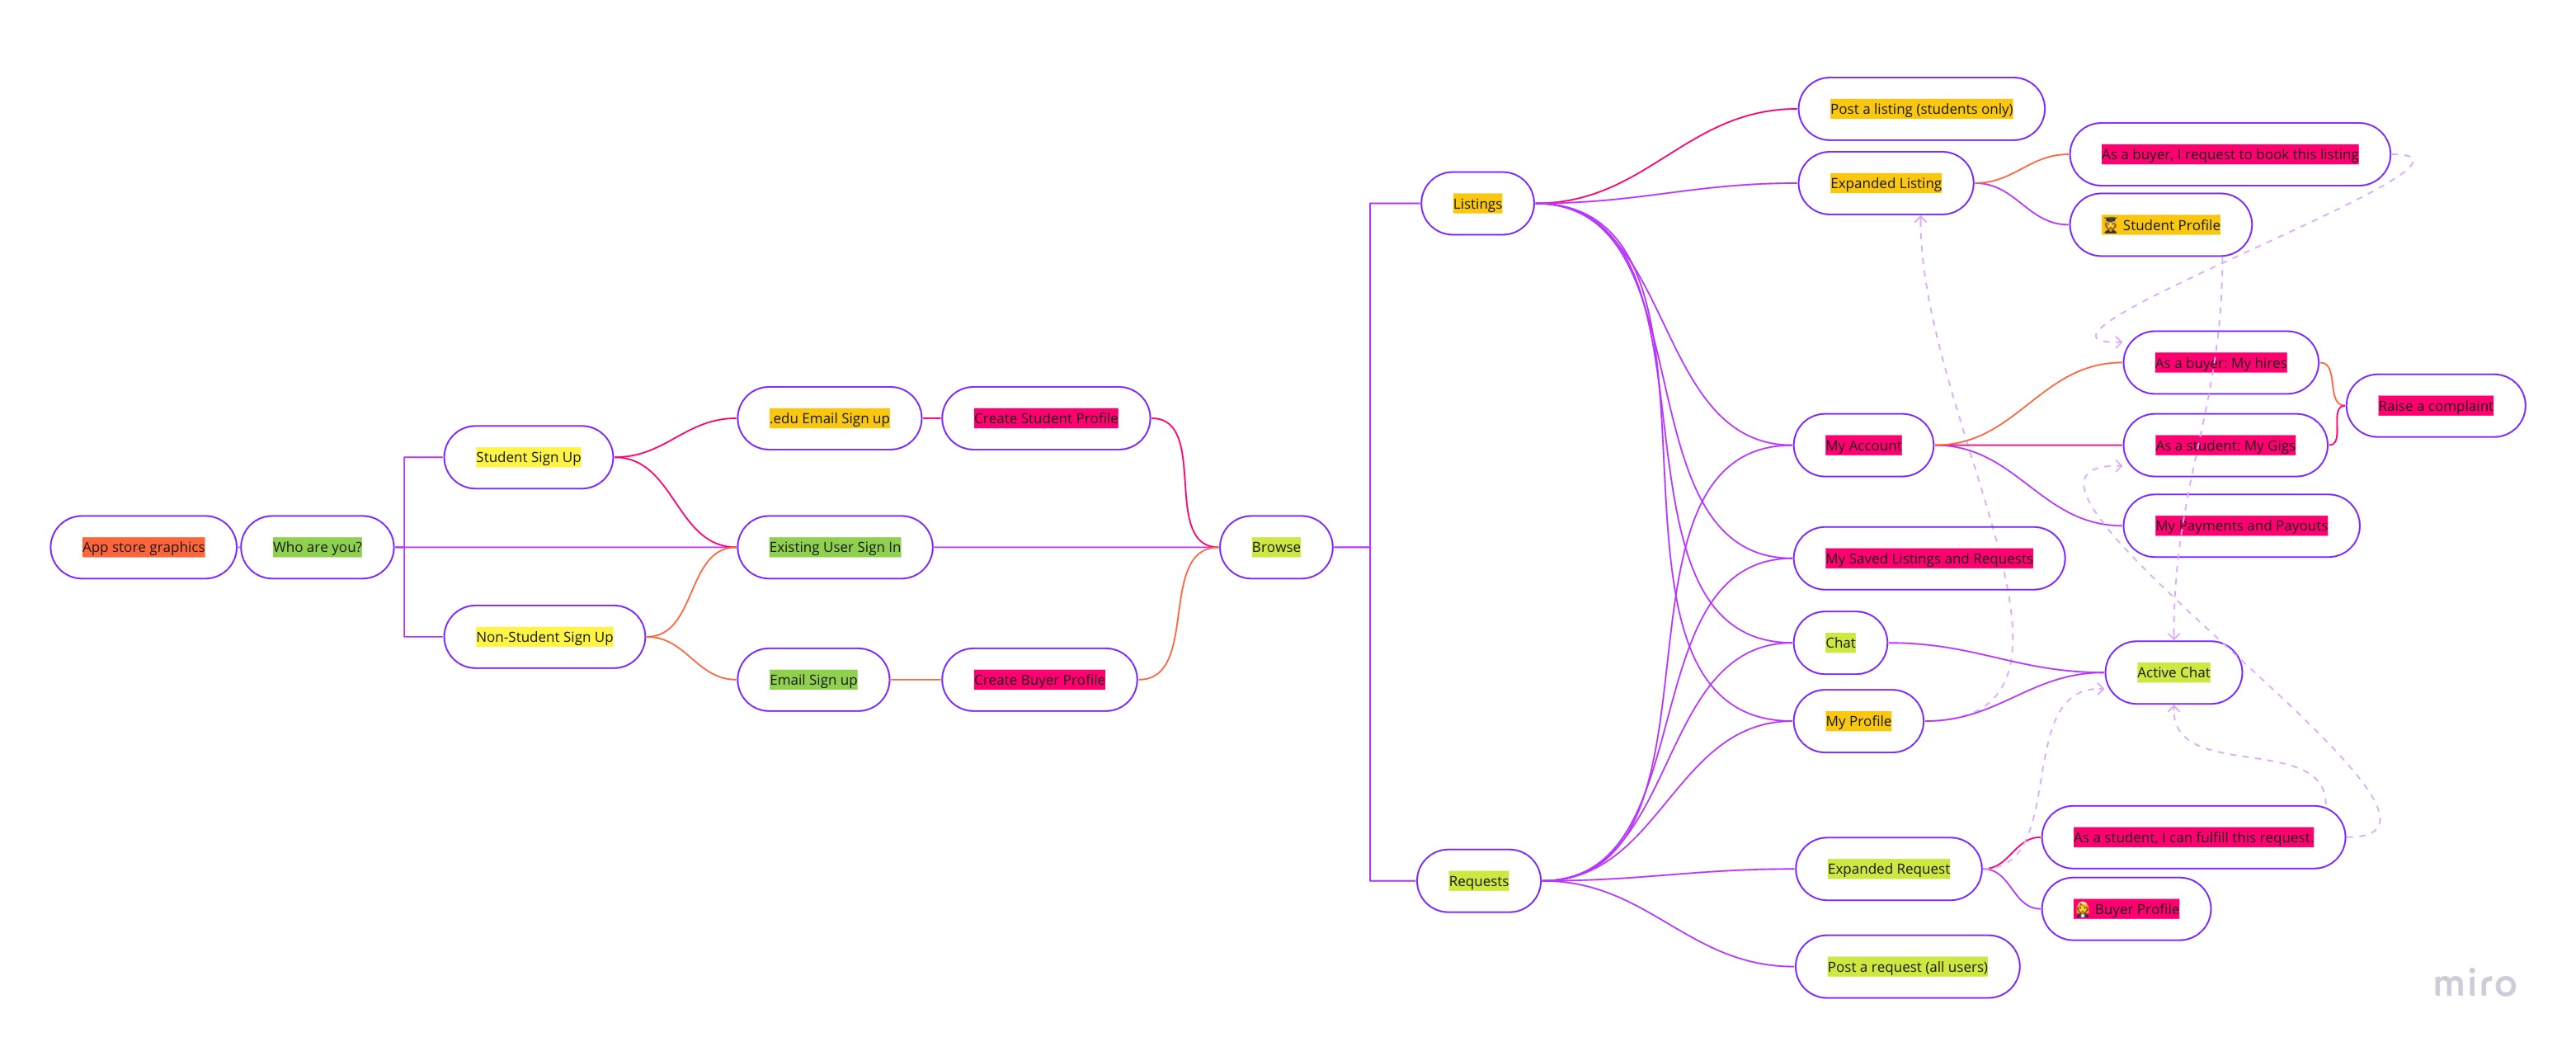 App store graphics
Who are you?
Student Sign Up
Non-Student Sign Up
.edu Email Sign up
Create Student Profile
Existing User Sign In
Email Sign up
Create Buyer Profile
Browse
Listings
Requests
Post a listing (students only)
Expanded Listing
As a buyer, I request to book this listing
Student Profile
My Account
As a buyer: My hires
As a student: My Gigs
My Payments and Payouts
Raise a complaint
My Saved Listings and Requests
Chat
My Profile
Active Chat
Expanded Request
As a student, I can fulfill this request.
Buyer Profile
Post a request (all users)
miro